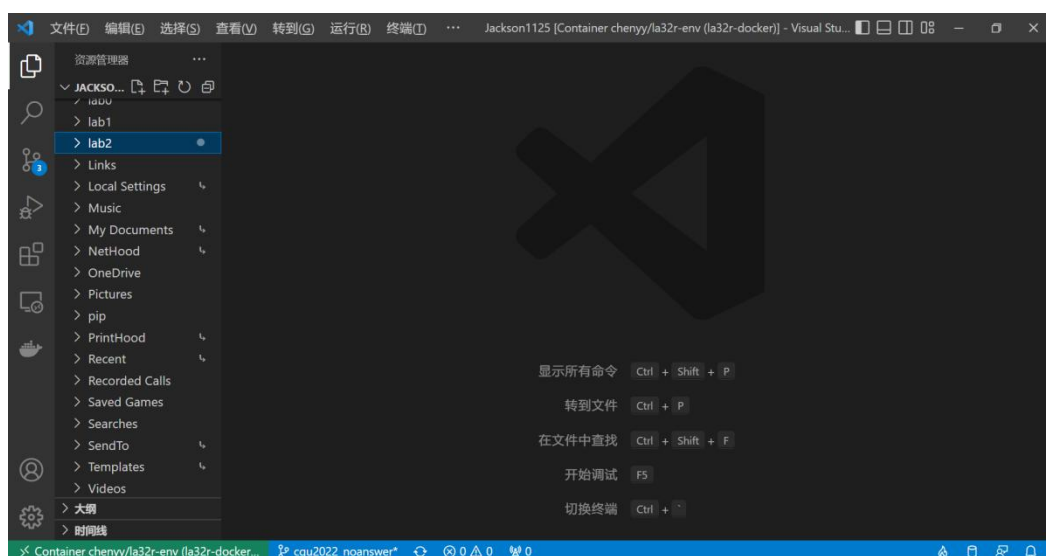 文件(F) 编辑(E) 选择(S) 查看(V) 转到(G) 运行(R) 终端(T) ··· Jackson1125 [Container chenyy/la32r-env (la32r-docker)] - Visual Stu...
资源管理器 ···
JACKSO...
lab0
lab1
lab2
Links
Local Settings
Music
My Documents
NetHood
OneDrive
Pictures
pip
PrintHood
Recent
Recorded Calls
Saved Games
Searches
SendTo
Templates
Videos
大纲
时间线
3
显示所有命令 Ctrl + Shift + P
转到文件 Ctrl + P
在文件中查找 Ctrl + Shift + F
开始调试 F5
切换终端 Ctrl + `
Container chenyy/la32r-env (la32r-docker... cqu2022_noanswer* 0 0 0